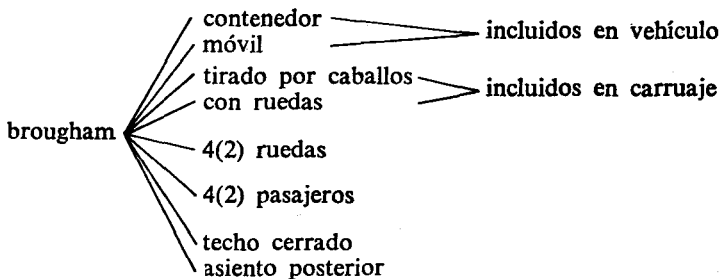 contenedor
móvil
incluidos en vehículo
tirado por caballos
con ruedas
incluidos en carruaje
brougham
4(2) ruedas
4(2) pasajeros
techo cerrado
asiento posterior